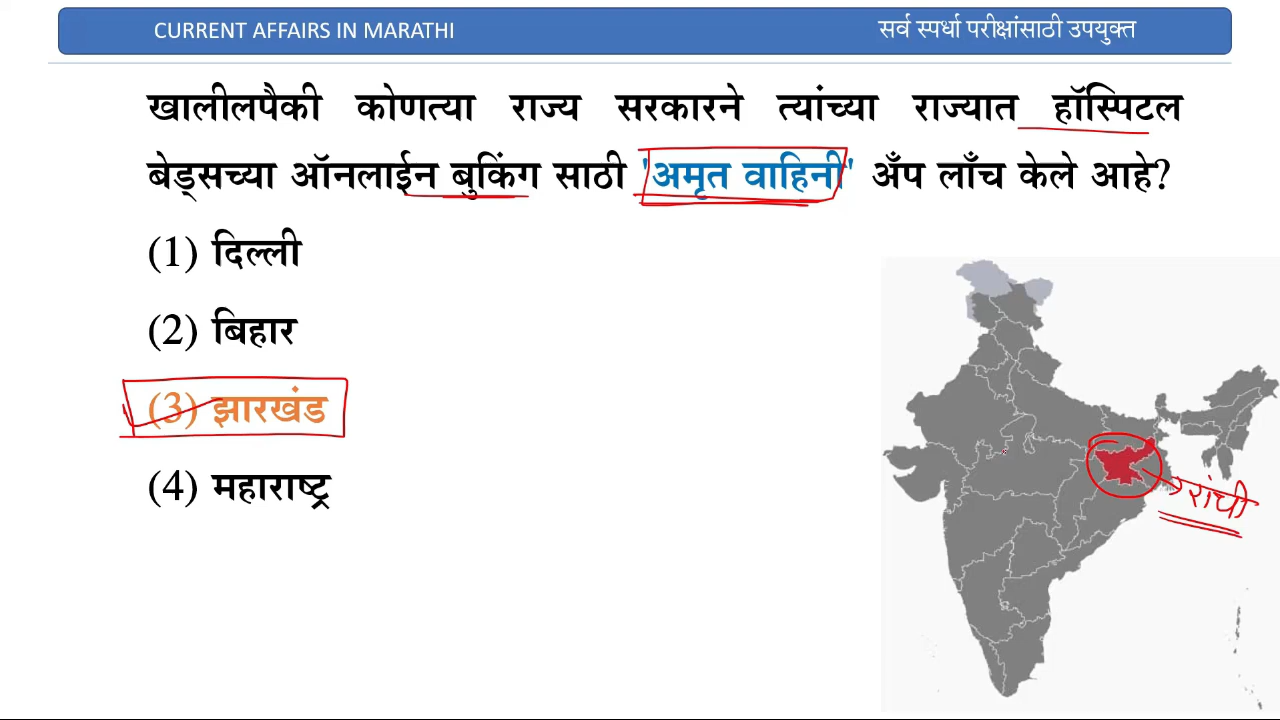 CURRENT AFFAIRS IN MARATHI
सर्व स्पर्धा परीक्षांसाठी उपयुक्त
खालीलपैकी कोणत्या राज्य सरकारने त्यांच्या राज्यात हॉस्पिटल
बेड्सच्या ऑनलाईन बुकिंग साठी 'अमृत वाहिनी' अँप लाँच केले आहे?
(1) दिल्ली
(2) बिहार
(3) झारखंड
(4) महाराष्ट्र
रांची